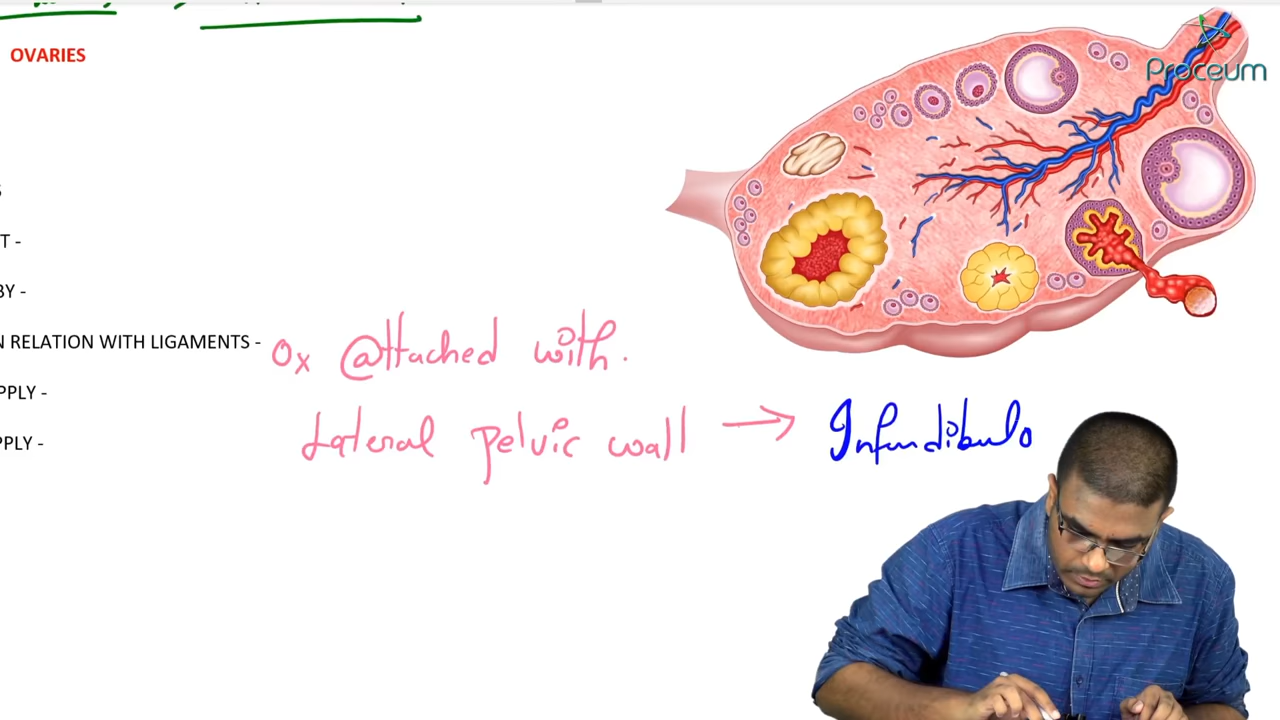 Proceum
OVARIES
S
T -
BY -
N RELATION WITH LIGAMENTS - Ox @ttached with.
Lateral pelvic wall → Infundibulo
PPLY -
PPLY -